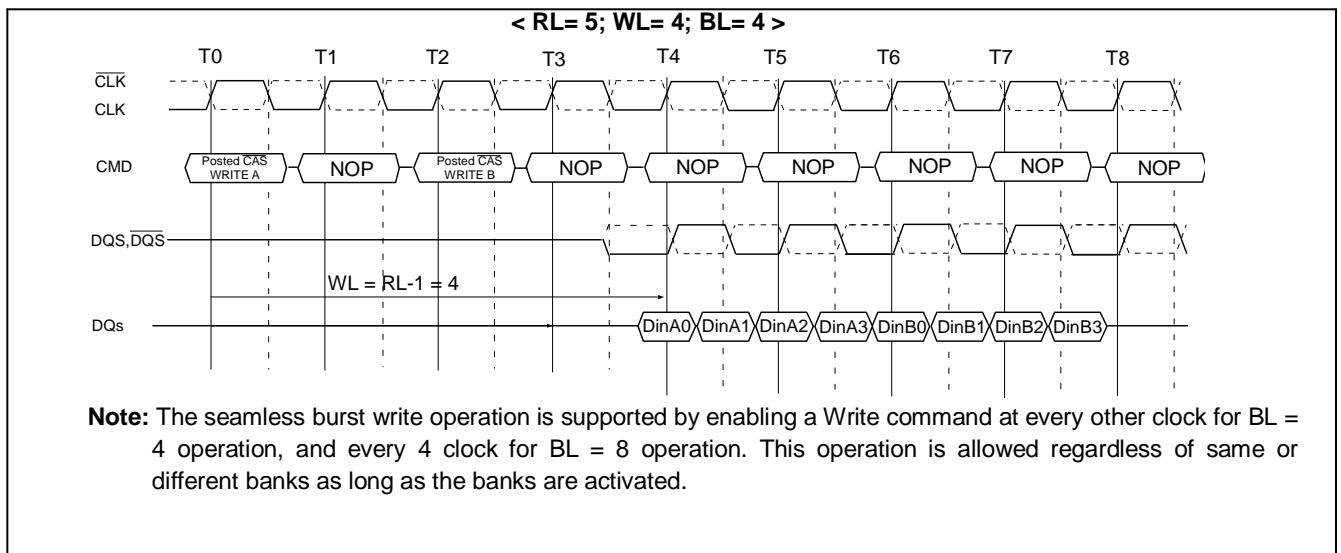 < RL= 5; WL= 4; BL= 4 >
T0 T1 T2 T3 T4 T5 T6 T7 T8
CLK
CLK
CMD
Posted CAS
WRITE A
NOP
Posted CAS
WRITE B
NOP
NOP
NOP
NOP
NOP
NOP
DQS,DQS
WL = RL-1 = 4
DQs
DinA0 DinA1 DinA2 DinA3 DinB0 DinB1 DinB2 DinB3
Note: The seamless burst write operation is supported by enabling a Write command at every other clock for BL =
4 operation, and every 4 clock for BL = 8 operation. This operation is allowed regardless of same or
different banks as long as the banks are activated.